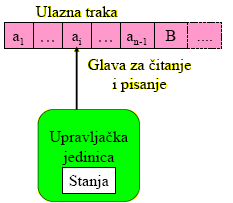 Ulazna traka
a1 … ai … an-1 B ....
Glava za čitanje
i pisanje
Upravljačka
jedinica
Stanja